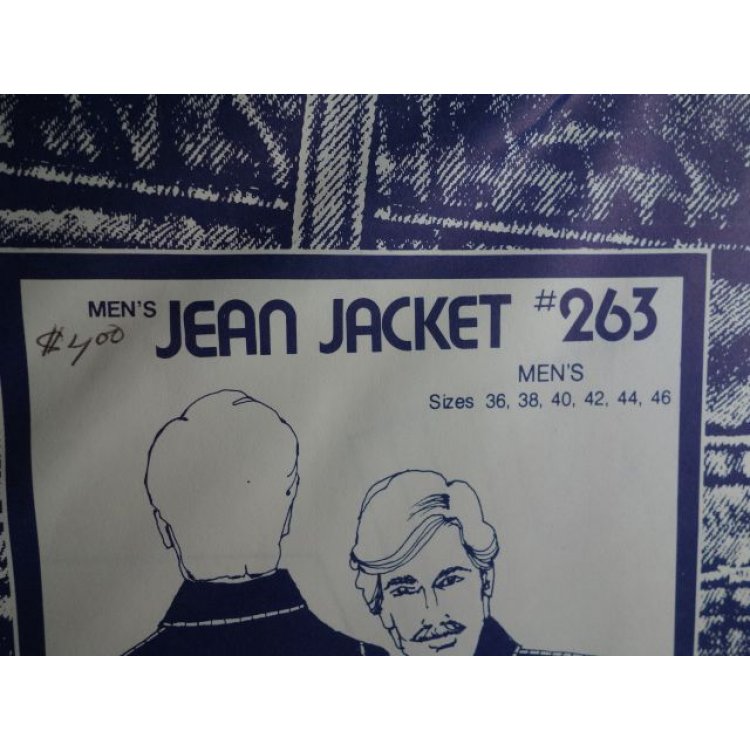 MEN'S JEAN JACKET #263
$4.00
MEN'S
Sizes 36, 38, 40, 42, 44, 46